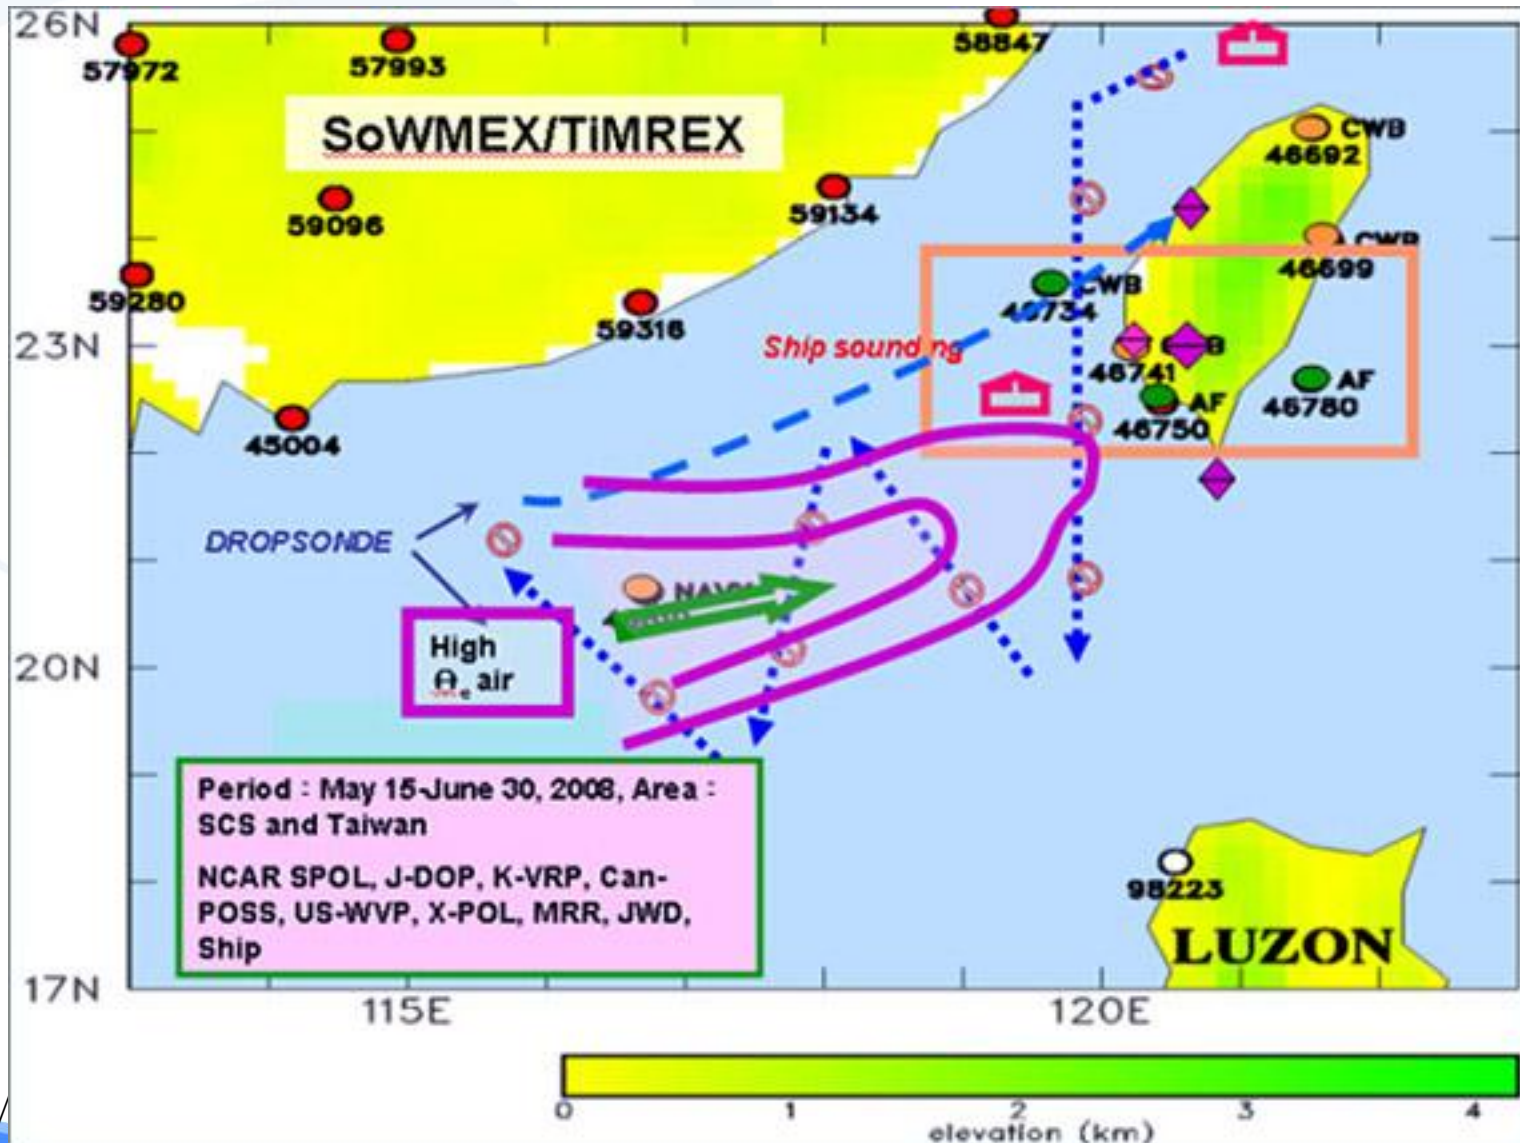 26N
58847
57972
57993
SoWMEX/TiMREX
CWB
46692
59096
59134
CWB
46699
59280
59316
CWB
46734
23N
Ship sounding
46741
AF
46780
AF
46750
45004
DROPSONDE
High
θe air
20N
Period : May 15-June 30, 2008, Area :
SCS and Taiwan
NCAR SPOL, J-DOP, K-VRP, Can-
POSS, US-WVP, X-POL, MRR, JWD,
Ship
98223
LUZON
17N
115E
120E
0 1 2 3 4
elevation (km)